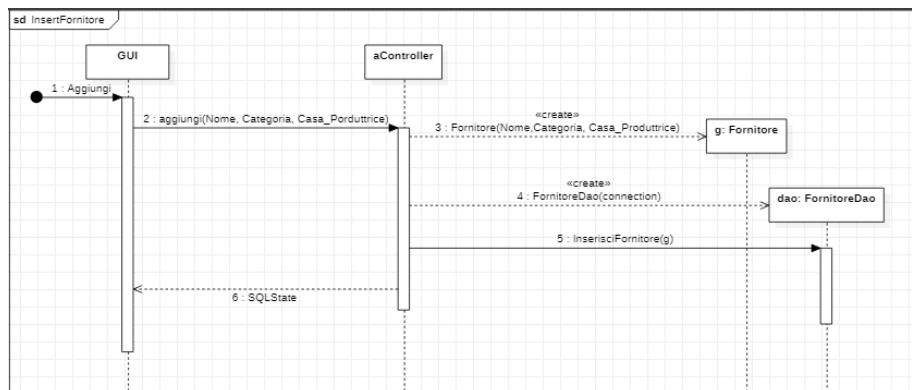 sd InsertFornitore
GUI
aController
1 : Aggiungi
2 : aggiungi(Nome, Categoria, Casa_Porduttrice)
«create»
3 : Fornitore(Nome,Categoria, Casa_Produttrice)
g: Fornitore
«create»
4 : FornitoreDao(connection)
dao: FornitoreDao
5 : InserisciFornitore(g)
6 : SQLState